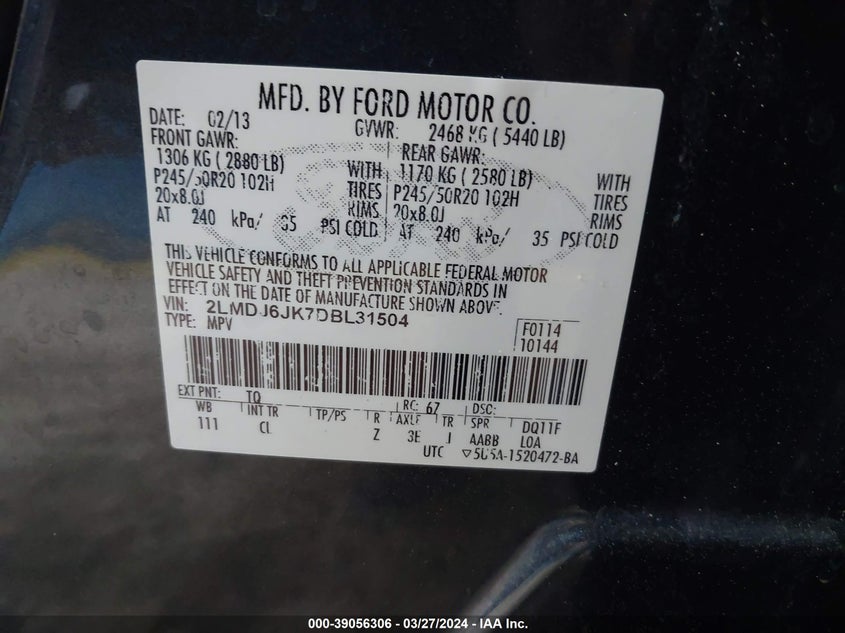 MFD. BY FORD MOTOR CO.
DATE: 02/13 GVWR: 2468 KG ( 5440 LB)
FRONT GAWR: REAR GAWR:
1306 KG ( 2880 LB) WITH 1170 KG ( 2580 LB) WITH
P245/50R20 102H TIRES P245/50R20 102H TIRES
20x8.0J RIMS 20x8.0J RIMS
AT 240 kPa/ 35 PSI COLD AT 240 kPa/ 35 PSI COLD
THIS VEHICLE CONFORMS TO ALL APPLICABLE FEDERAL MOTOR
VEHICLE SAFETY AND THEFT PREVENTION STANDARDS IN
EFFECT ON THE DATE OF MANUFACTURE SHOWN ABOVE.
VIN: 2LMDJ6JK7DBL31504 F0114
TYPE: MPV 10144
EXT PNT: TQ RC: 67 DSC:
WB INT TR TP/PS R AXLE TR SPR DQ11F
111 CL Z 3E J AABB LOA
UTC ▽5U5A-1520472-BA
000-39056306 - 03/27/2024 - IAA Inc.